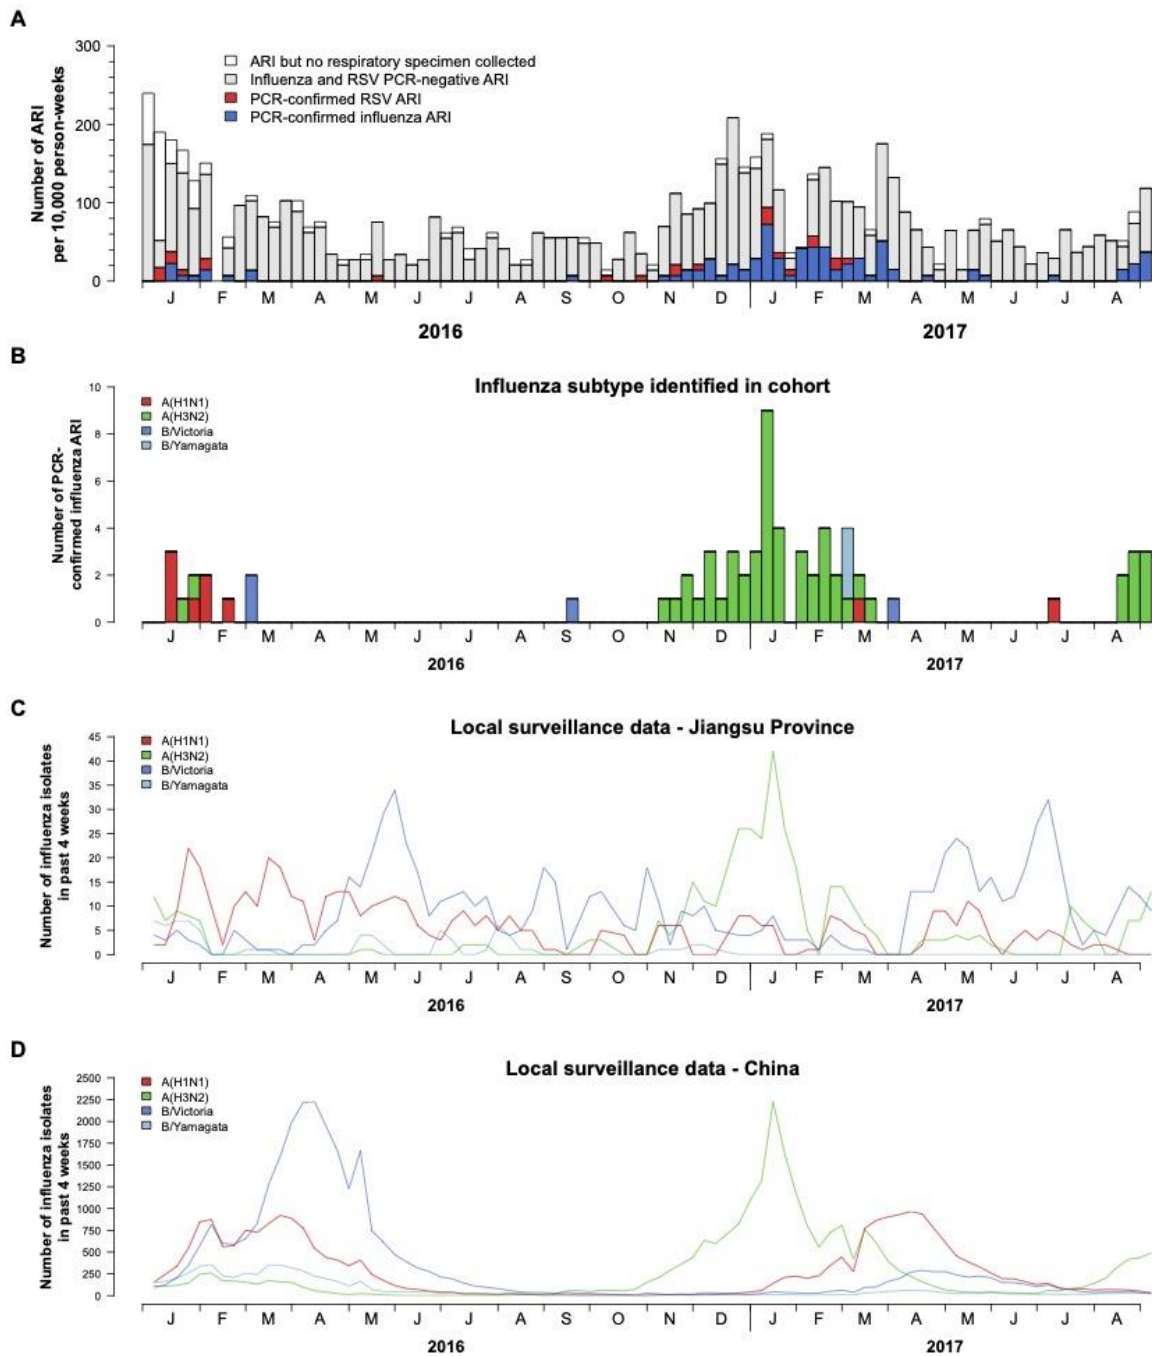 A
Number of ARI
per 10,000 person-weeks
300
200
100
0
ARI but no respiratory specimen collected
Influenza and RSV PCR-negative ARI
PCR-confirmed RSV ARI
PCR-confirmed influenza ARI
J F M A M J J A S O N D J F M A M J J A
2016 2017
B
Influenza subtype identified in cohort
Number of PCR-
confirmed influenza ARI
10
8
6
4
2
0
A(H1N1)
A(H3N2)
B/Victoria
B/Yamagata
J F M A M J J A S O N D J F M A M J J A
2016 2017
C
Local surveillance data - Jiangsu Province
Number of influenza isolates
in past 4 weeks
45
40
35
30
25
20
15
10
5
0
A(H1N1)
A(H3N2)
B/Victoria
B/Yamagata
J F M A M J J A S O N D J F M A M J J A
2016 2017
D
Local surveillance data - China
Number of influenza isolates
in past 4 weeks
2500
2250
2000
1750
1500
1250
1000
750
500
250
0
A(H1N1)
A(H3N2)
B/Victoria
B/Yamagata
J F M A M J J A S O N D J F M A M J J A
2016 2017